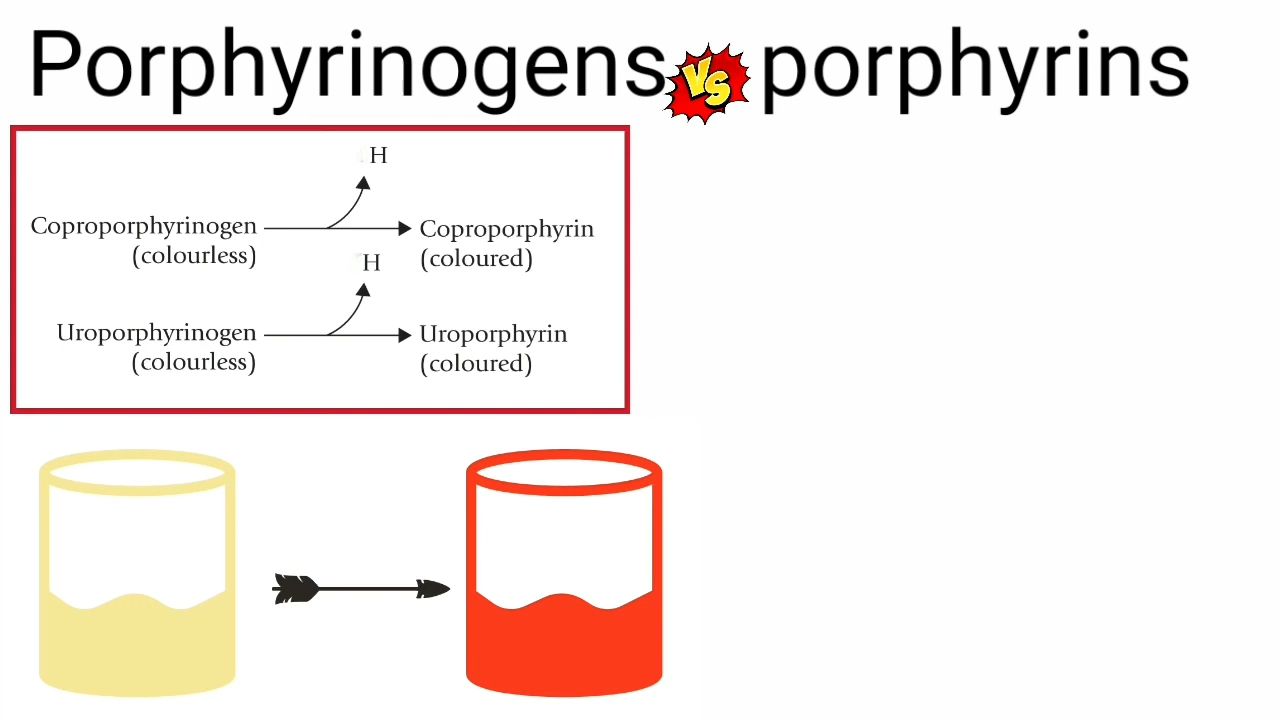 Porphyrinogens VS porphyrins
H
Coproporphyrinogen
(colourless)
Coproporphyrin
(coloured)
H
Uroporphyrinogen
(colourless)
Uroporphyrin
(coloured)